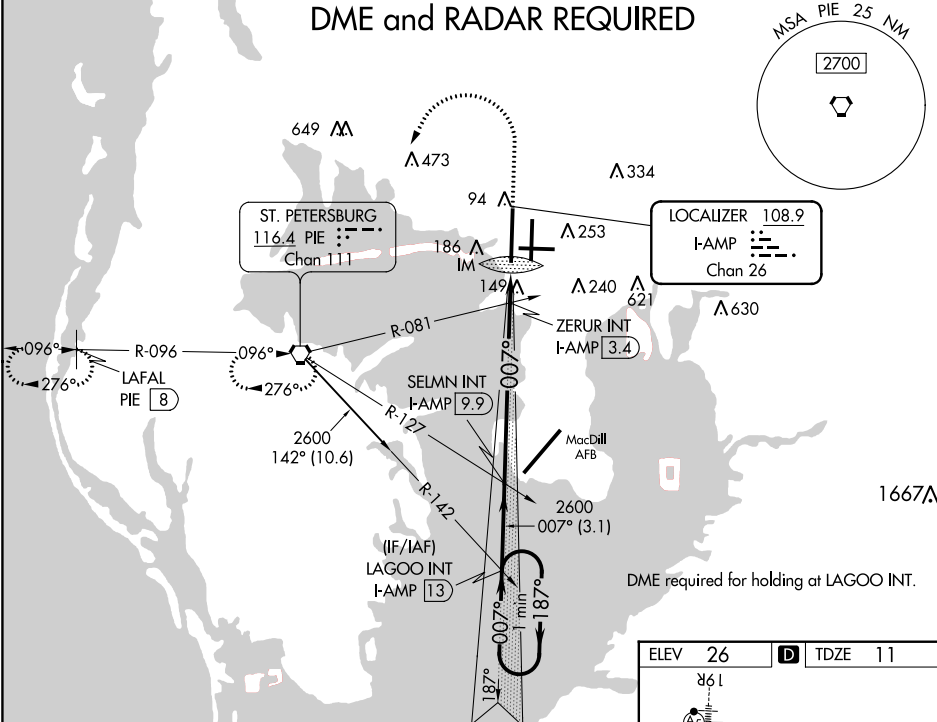 DME and RADAR REQUIRED
MSA PIE 25 NM
2700
649
473
334
94
ST. PETERSBURG
116.4 PIE
Chan 111
LOCALIZER 108.9
I-AMP
Chan 26
186
IM
253
149
240
621
630
R-081
ZERUR INT
I-AMP 3.4
096°
R-096
096°
276°
LAFAL
PIE 8
276°
007°
SELMN INT
I-AMP 9.9
R-127
2600
142° (10.6)
MacDill
AFB
R-142
2600
007° (3.1)
1667
(IF/IAF)
LAGOO INT
I-AMP 13
007°
1 min
187°
187°
DME required for holding at LAGOO INT.
ELEV 26 D TDZE 11
19R